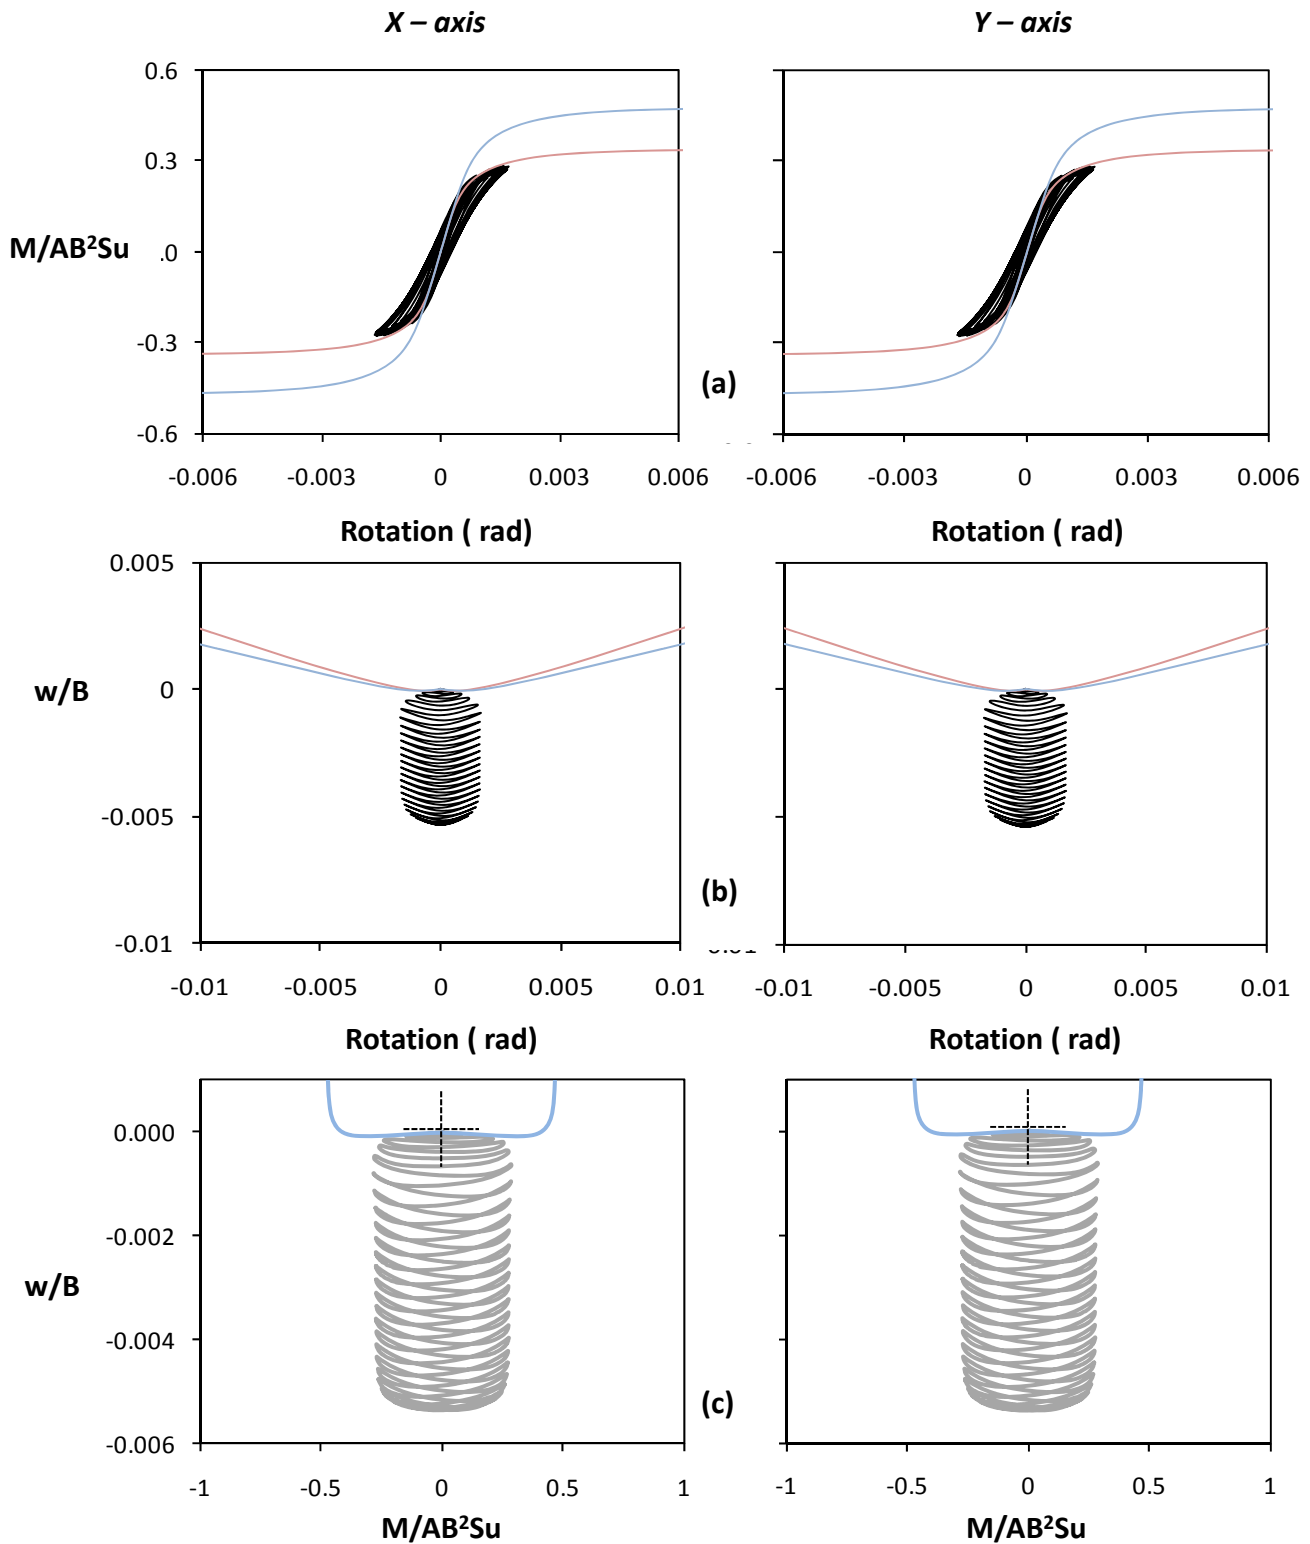 X – axis
Y – axis
0.6
0.3
M/AB²Su
.0
-0.3
(a)
-0.6
-0.006 -0.003 0 0.003 0.006
-0.006 -0.003 0 0.003 0.006
Rotation ( rad)
Rotation ( rad)
0.005
w/B
0
-0.005
(b)
-0.01
-0.01 -0.005 0 0.005 0.01
-0.01 -0.005 0 0.005 0.01
Rotation ( rad)
Rotation ( rad)
0.000
-0.002
w/B
-0.004
(c)
-0.006
-1 -0.5 0 0.5 1
-1 -0.5 0 0.5 1
M/AB²Su
M/AB²Su